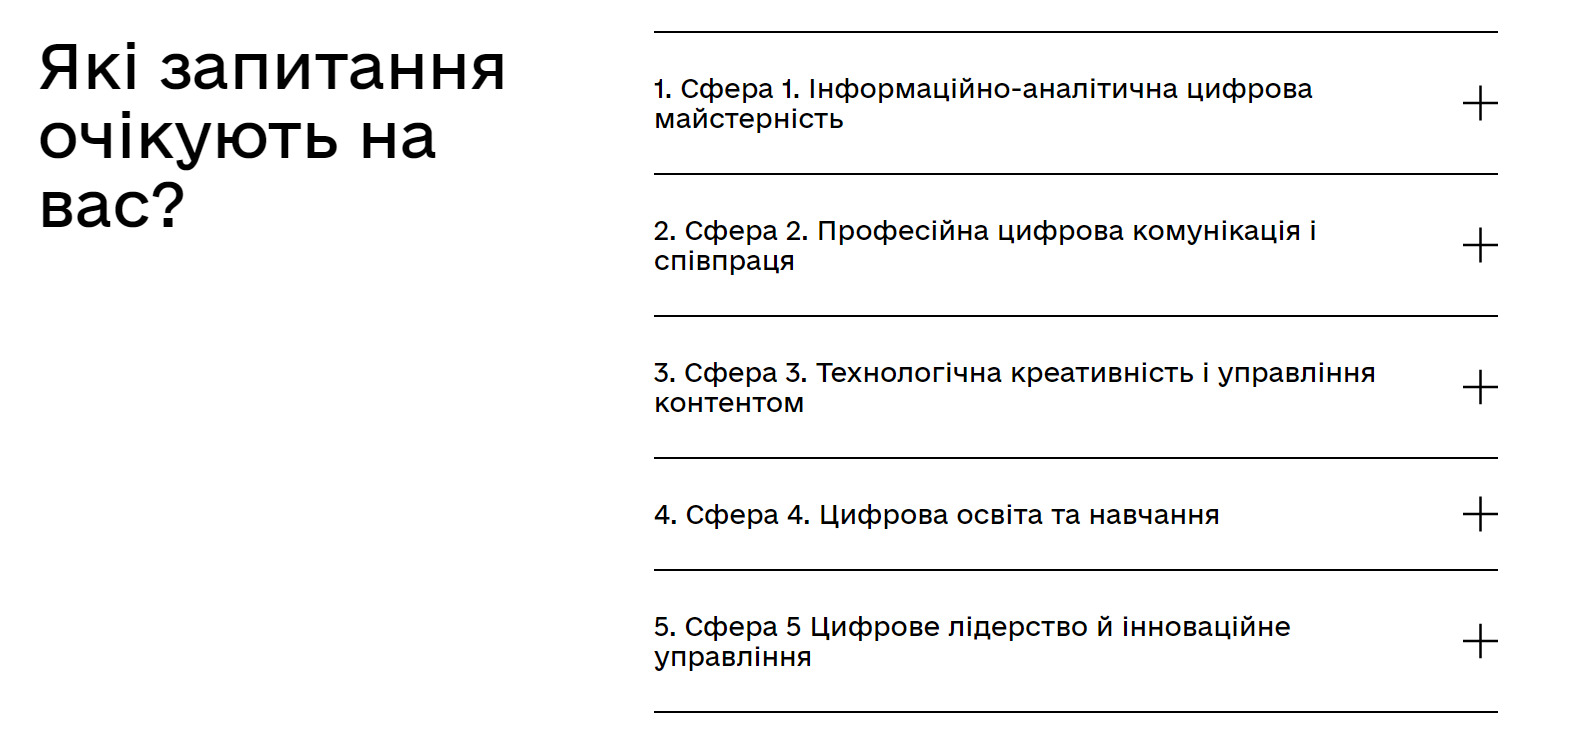 Які запитання
очікують на
вас?
1. Сфера 1. Інформаційно-аналітична цифрова
майстерність
2. Сфера 2. Професійна цифрова комунікація і
співпраця
3. Сфера 3. Технологічна креативність і управління
контентом
4. Сфера 4. Цифрова освіта та навчання
5. Сфера 5 Цифрове лідерство й інноваційне
управління